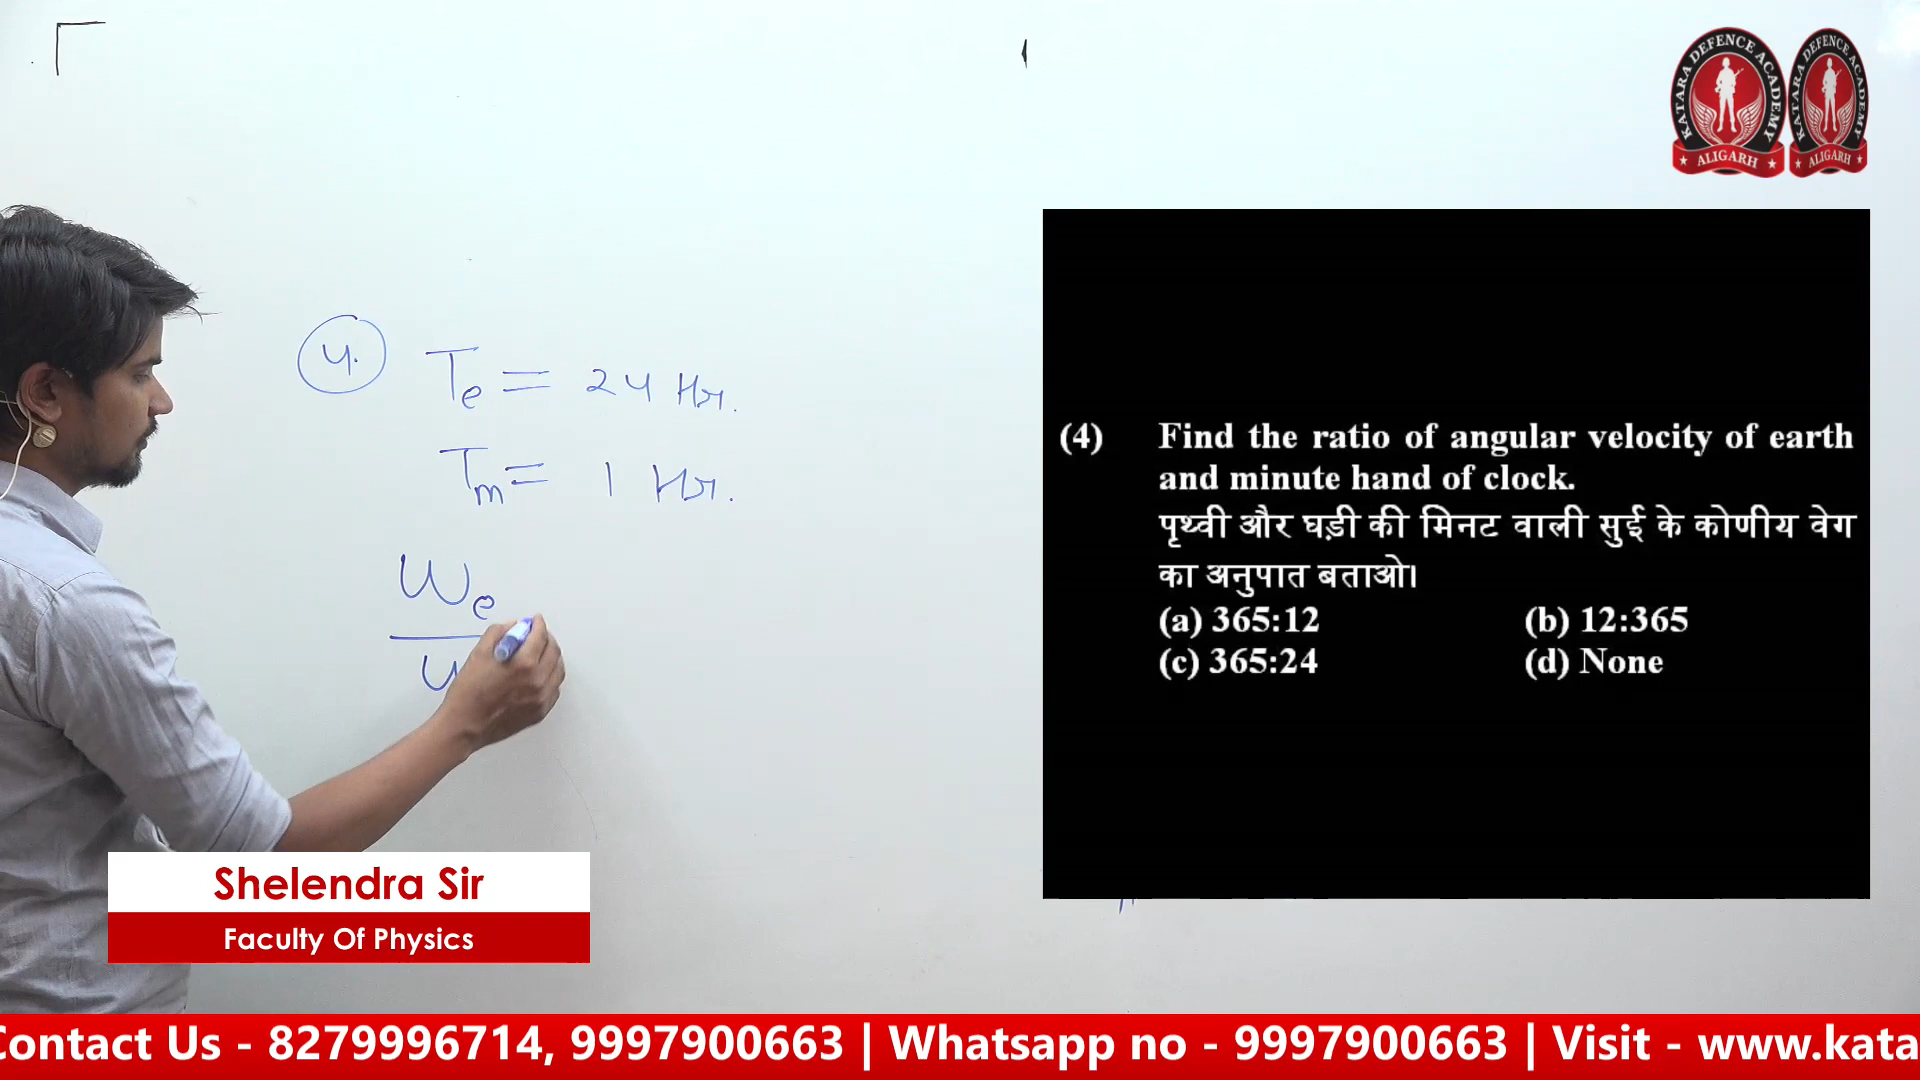 KATARA DEFENCE ACADEMY
ALIGARH
KATARA DEFENCE ACADEMY
ALIGARH
4.
Te = 24 Hr.
Tm = 1 Hr.
We
(4) Find the ratio of angular velocity of earth
and minute hand of clock.
पृथ्वी और घड़ी की मिनट वाली सुई के कोणीय वेग
का अनुपात बताओ।
(a) 365:12 (b) 12:365
(c) 365:24 (d) None
Shelendra Sir
Faculty Of Physics
Contact Us - 8279996714, 9997900663 | Whatsapp no - 9997900663 | Visit - www.kata